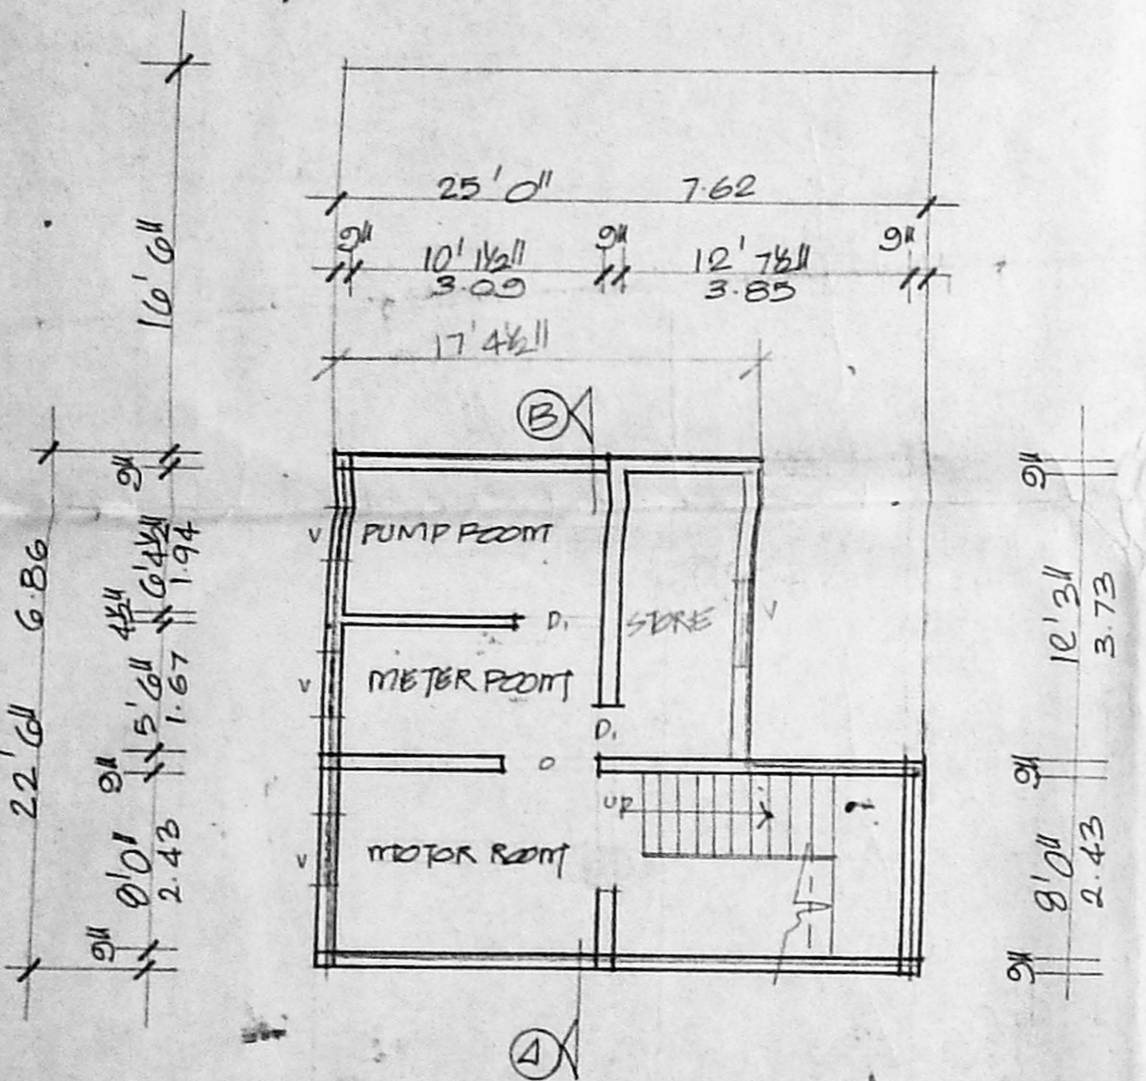 25'0" 7.62
9" 10'1½" 9" 12'7½" 9"
3.09 3.85
17'4½"
16'6"
B
9"
6'4½"
1.94
4½"
5'6"
1.67
9"
8'0"
2.43
9"
22'6" 6.86
V PUMP ROOM
D1 STORE V
V METER ROOM
D1
O
UP
V MOTOR ROOM
9"
12'3"
3.73
9"
8'0"
2.43
9"
A